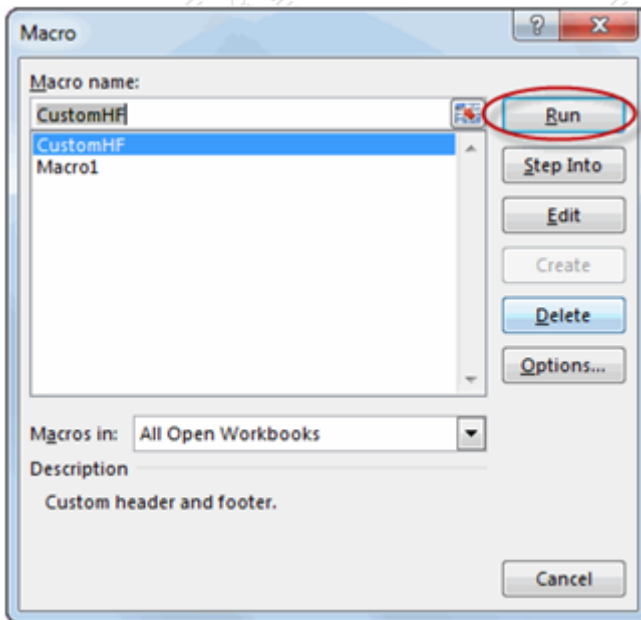 Macro
?
Macro name:
CustomHF
Run
CustomHF
Macro1
Step Into
Edit
Create
Delete
Options...
Macros in: All Open Workbooks
Description
Custom header and footer.
Cancel